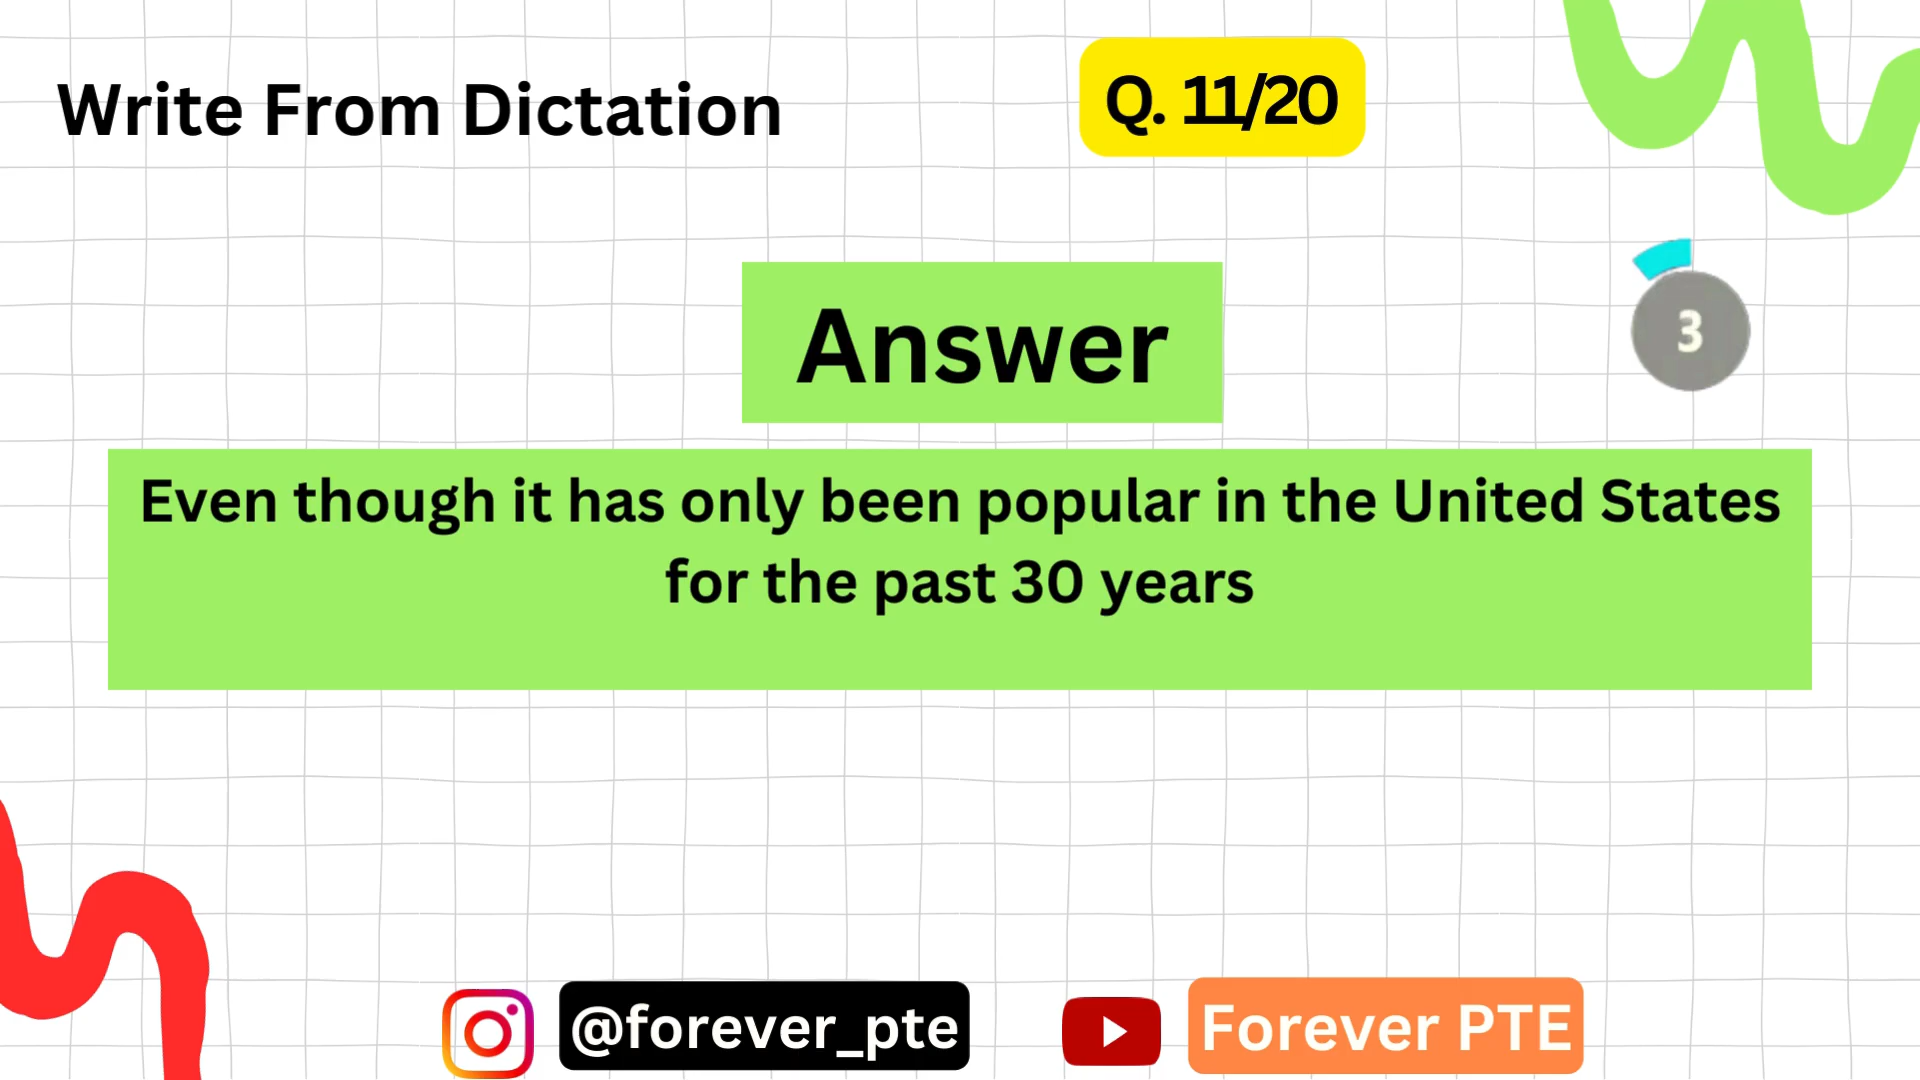 Write From Dictation
Q. 11/20
Answer
3
Even though it has only been popular in the United States
for the past 30 years
@forever_pte
Forever PTE